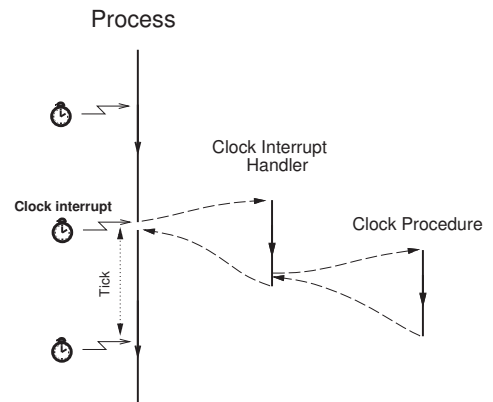 Process
Clock Interrupt
Handler
Clock interrupt
Clock Procedure
Tick